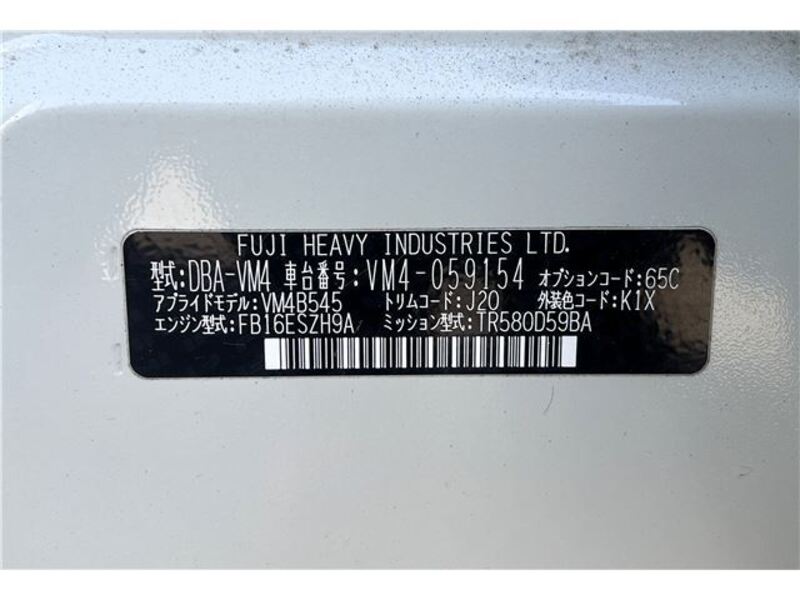 FUJI HEAVY INDUSTRIES LTD.
型式:DBA-VM4 車台番号:VM4-059154 オプションコード:65C
アプライドモデル:VM4B545 トリムコード:J20 外装色コード:K1X
エンジン型式:FB16ESZH9A ミッション型式:TR580D59BA